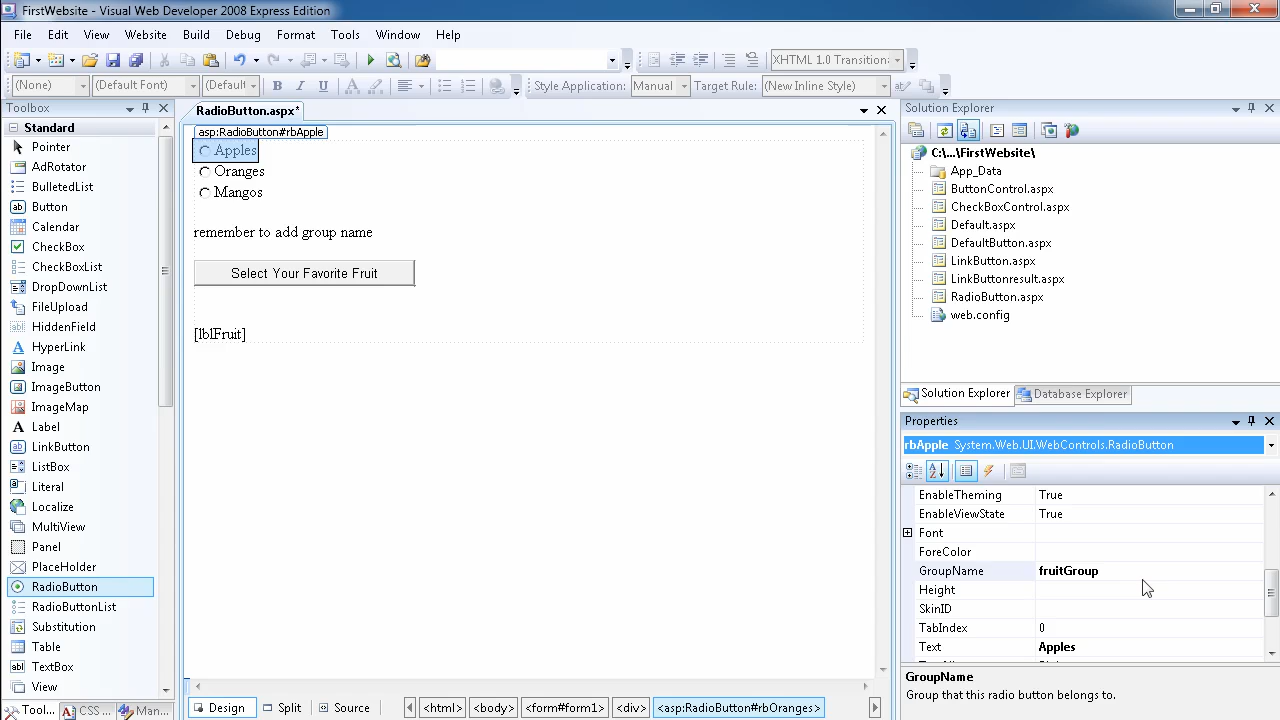 FirstWebsite - Visual Web Developer 2008 Express Edition
File Edit View Website Build Debug Format Tools Window Help
XHTML 1.0 Transition:
(None) (Default Font) (Default B I U A Style Application: Manual Target Rule: (New Inline Style)
Toolbox
Standard
Pointer
AdRotator
BulletedList
Button
Calendar
CheckBox
CheckBoxList
DropDownList
FileUpload
HiddenField
HyperLink
Image
ImageButton
ImageMap
A Label
LinkButton
ListBox
Literal
Localize
MultiView
Panel
PlaceHolder
RadioButton
RadioButtonList
Substitution
Table
TextBox
View
Tool... CSS ... Man...
RadioButton.aspx*
asp:RadioButton#rbApple
Apples
Oranges
Mangos
remember to add group name
Select Your Favorite Fruit
[lblFruit]
Design Split Source <html> <body> <form#form1> <div> <asp:RadioButton#rbOranges>
Solution Explorer
C:\...\FirstWebsite\
App_Data
ButtonControl.aspx
CheckBoxControl.aspx
Default.aspx
DefaultButton.aspx
LinkButton.aspx
LinkButtonresult.aspx
RadioButton.aspx
web.config
Solution Explorer Database Explorer
Properties
rbApple System.Web.UI.WebControls.RadioButton
EnableTheming True
EnableViewState True
Font
ForeColor
GroupName fruitGroup
Height
SkinID
TabIndex 0
Text Apples
GroupName
Group that this radio button belongs to.